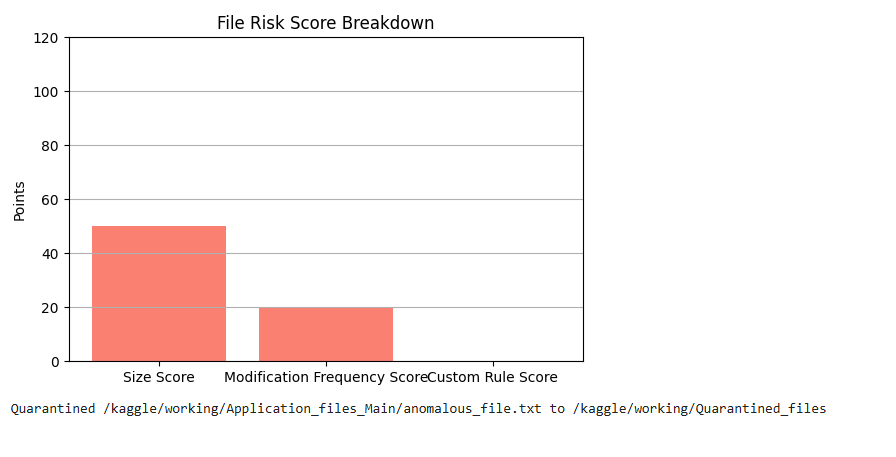 File Risk Score Breakdown
120
100
80
60
40
20
0
Points
Size Score
Modification Frequency Score
Custom Rule Score
Quarantined /kaggle/working/Application_files_Main/anomalous_file.txt to /kaggle/working/Quarantined_files